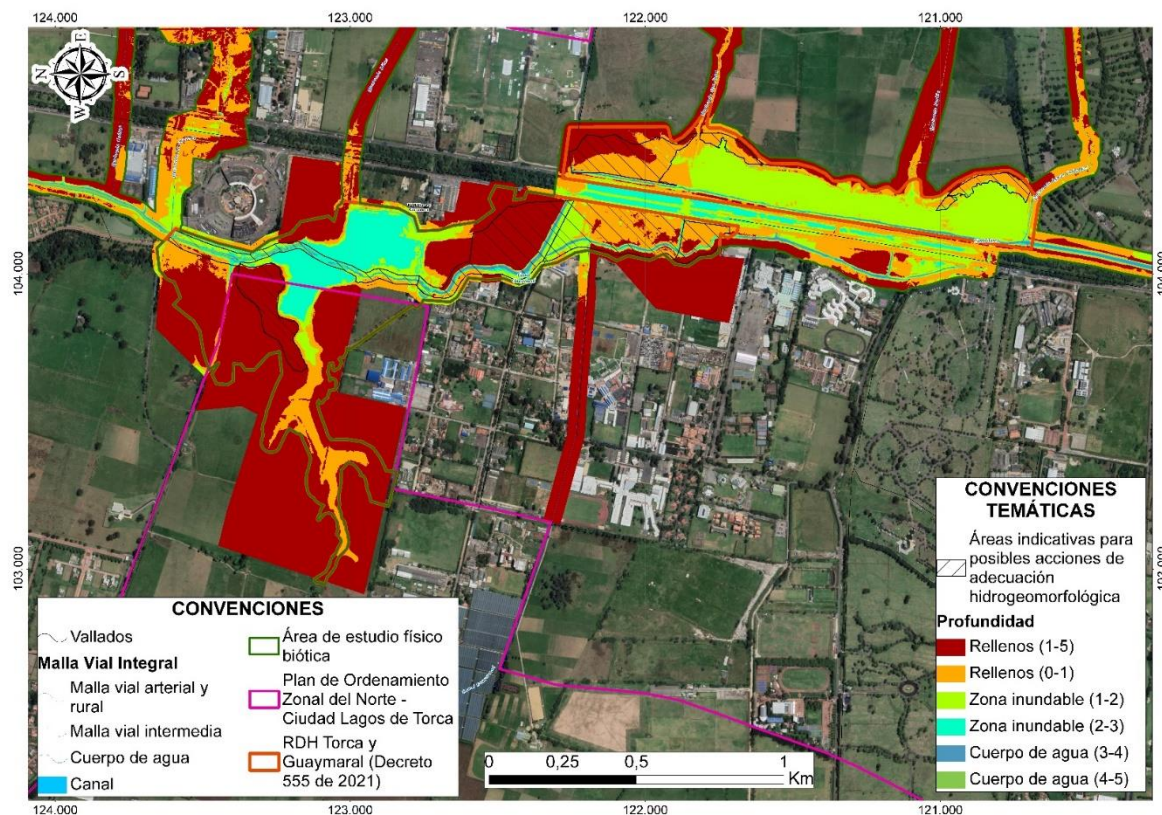 124.000 123.000 122.000 121.000
N E S W
104.000
104.000
103.000
CONVENCIONES
Vallados
Malla Vial Integral
Malla vial arterial y
rural
Malla vial intermedia
Cuerpo de agua
Canal
Área de estudio físico
biótica
Plan de Ordenamiento
Zonal del Norte -
Ciudad Lagos de Torca
RDH Torca y
Guaymaral (Decreto
555 de 2021)
0 0,25 0,5 1
Km
CONVENCIONES
TEMÁTICAS
Áreas indicativas para
posibles acciones de
adecuación
hidrogeomorfológica
Profundidad
Rellenos (1-5)
Rellenos (0-1)
Zona inundable (1-2)
Zona inundable (2-3)
Cuerpo de agua (3-4)
Cuerpo de agua (4-5)
124.000 123.000 122.000 121.000